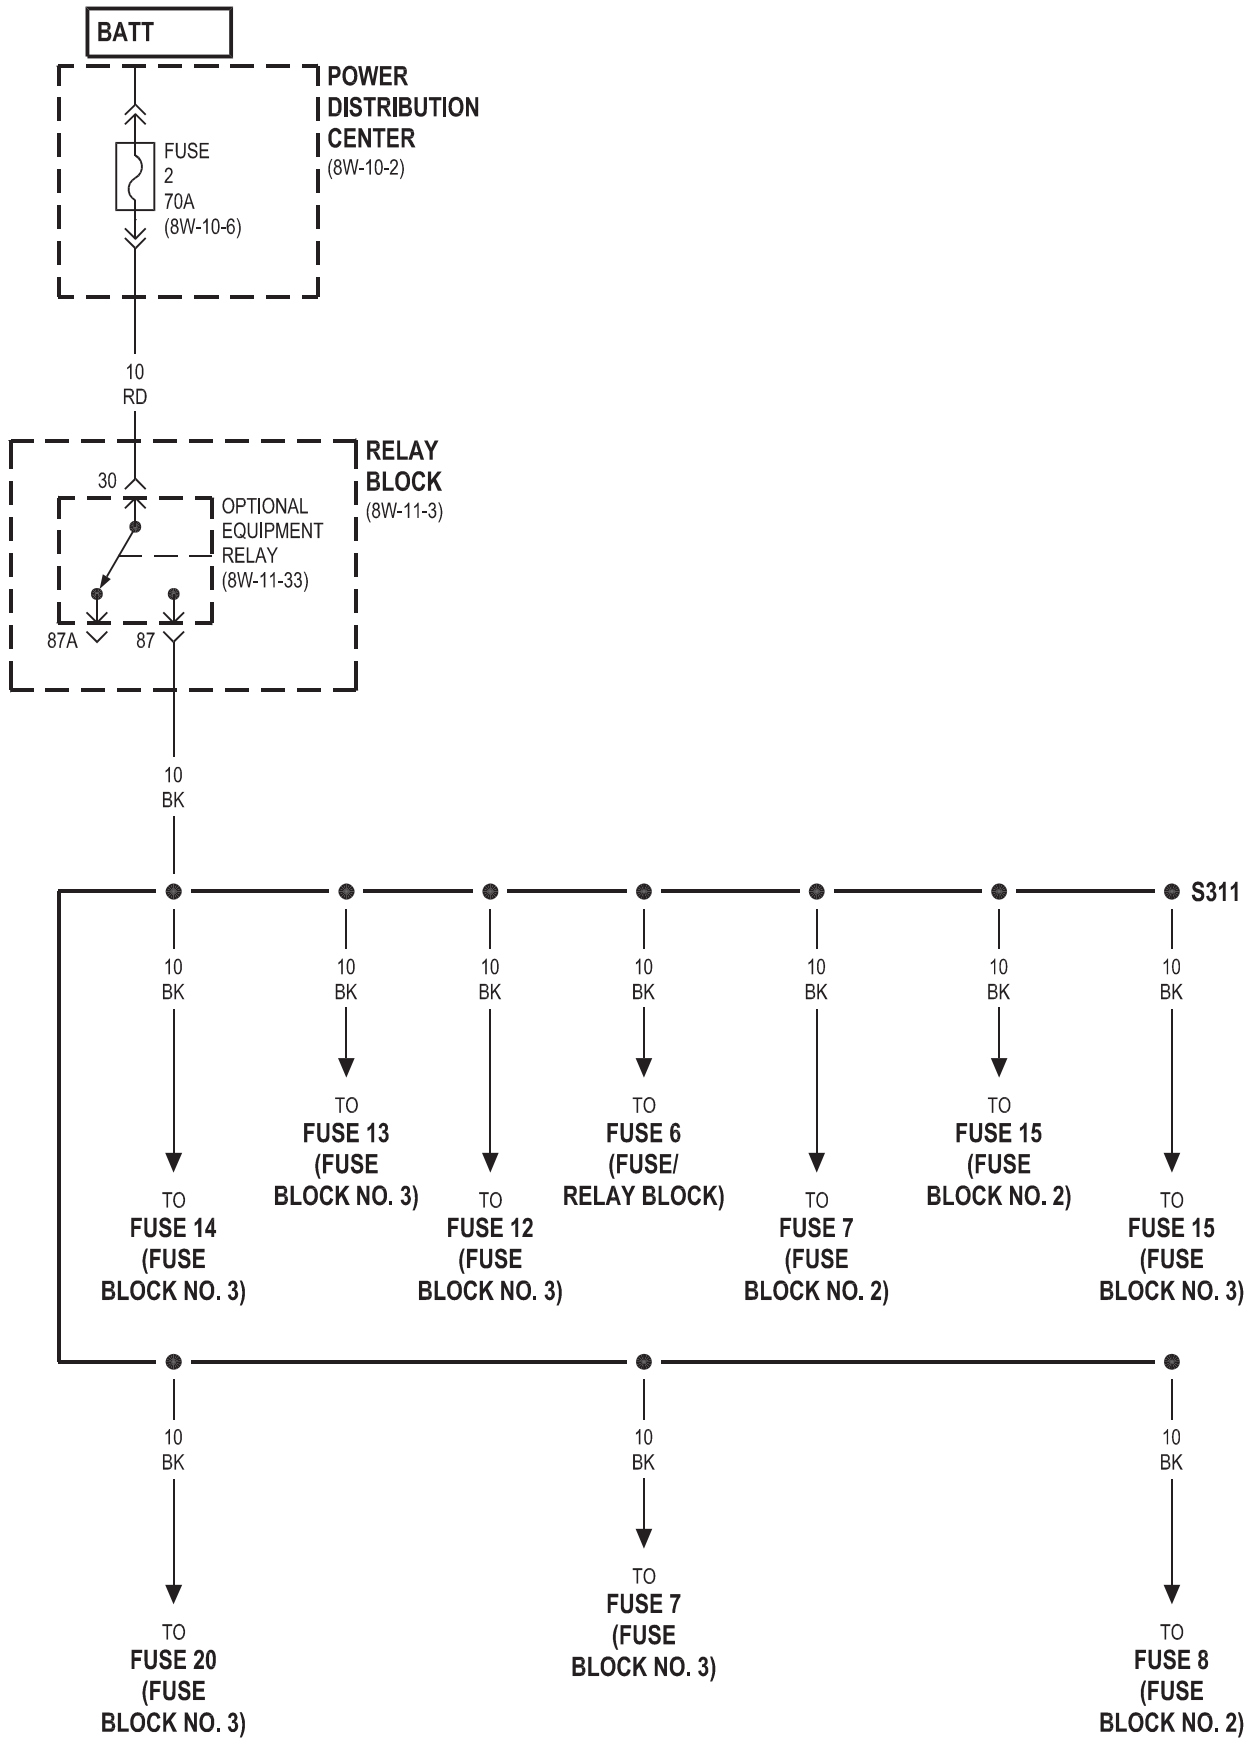 BATT
POWER
DISTRIBUTION
CENTER
(8W-10-2)
FUSE
2
70A
(8W-10-6)
10
RD
RELAY
BLOCK
(8W-11-3)
30
OPTIONAL
EQUIPMENT
RELAY
(8W-11-33)
87A
87
10
BK
S311
10
BK
10
BK
10
BK
10
BK
10
BK
10
BK
10
BK
TO
FUSE 14
(FUSE
BLOCK NO. 3)
TO
FUSE 13
(FUSE
BLOCK NO. 3)
TO
FUSE 12
(FUSE
BLOCK NO. 3)
TO
FUSE 6
(FUSE/
RELAY BLOCK)
TO
FUSE 7
(FUSE
BLOCK NO. 2)
TO
FUSE 15
(FUSE
BLOCK NO. 2)
TO
FUSE 15
(FUSE
BLOCK NO. 3)
10
BK
10
BK
10
BK
TO
FUSE 20
(FUSE
BLOCK NO. 3)
TO
FUSE 7
(FUSE
BLOCK NO. 3)
TO
FUSE 8
(FUSE
BLOCK NO. 2)